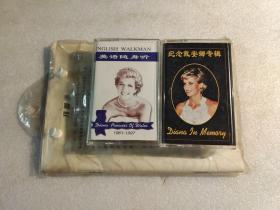 ENGLISH WALKMAN
英语随身听
Diana Princess Of Wales
1961-1997
纪念戴安娜专辑
Diana In Memory